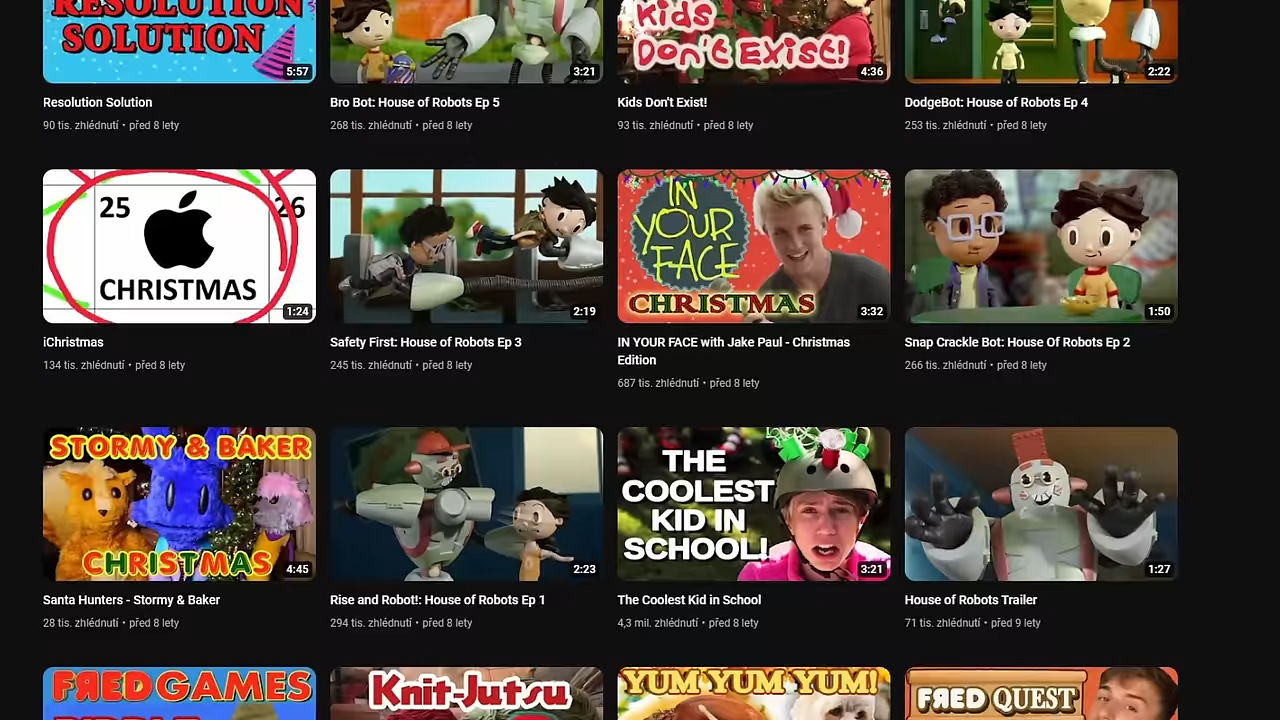 RESOLUTION
SOLUTION
5:57
3:21
Kids
Don't Exist!
4:36
2:22
Resolution Solution
Bro Bot: House of Robots Ep 5
Kids Don't Exist!
DodgeBot: House of Robots Ep 4
90 tis. zhlédnutí • před 8 lety
268 tis. zhlédnutí • před 8 lety
93 tis. zhlédnutí • před 8 lety
253 tis. zhlédnutí • před 8 lety
25
26
CHRISTMAS
1:24
2:19
IN
YOUR
FACE
CHRISTMAS
3:32
1:50
iChristmas
Safety First: House of Robots Ep 3
IN YOUR FACE with Jake Paul - Christmas
Edition
Snap Crackle Bot: House Of Robots Ep 2
134 tis. zhlédnutí • před 8 lety
245 tis. zhlédnutí • před 8 lety
687 tis. zhlédnutí • před 8 lety
266 tis. zhlédnutí • před 8 lety
STORMY & BAKER
CHRISTMAS
4:45
2:23
THE
COOLEST
KID IN
SCHOOL!
3:21
1:27
Santa Hunters - Stormy & Baker
Rise and Robot!: House of Robots Ep 1
The Coolest Kid in School
House of Robots Trailer
28 tis. zhlédnutí • před 8 lety
294 tis. zhlédnutí • před 8 lety
4,3 mil. zhlédnutí • před 8 lety
71 tis. zhlédnutí • před 9 lety
FRED GAMES
Knit-Jutsu
YUM YUM YUM!
FRED QUEST